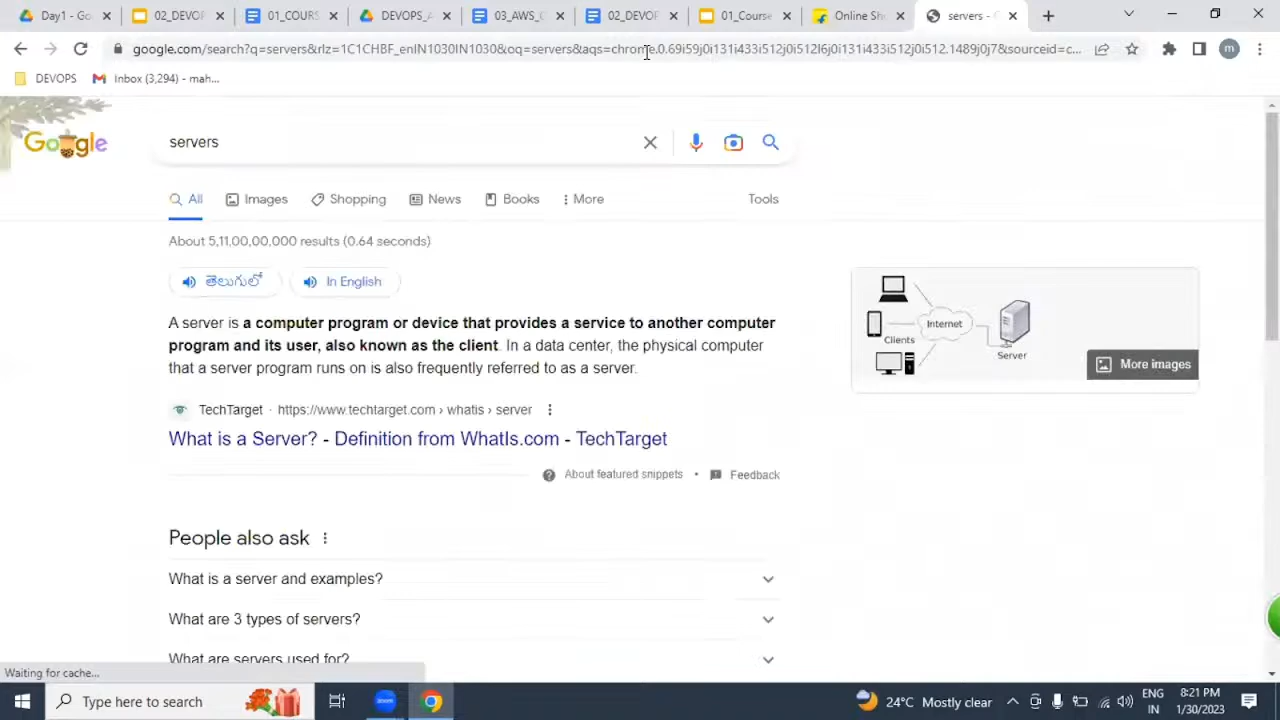 Day1 - Go
02_DEVOP
01_COURS
DEVOPS_A
03_AWS_C
02_DEVOP
01_Course
Online Sho
servers - G
google.com/search?q=servers&rlz=1C1CHBF_enIN1030IN1030&oq=servers&aqs=chrome.0.69i59j0i131i433i512j0i512l6j0i131i433i512j0i512.1489j0j7&sourceid=c...
m
DEVOPS
Inbox (3,294) - mah...
Google
servers
All
Images
Shopping
News
Books
More
Tools
About 5,11,00,00,000 results (0.64 seconds)
తెలుగులో
In English
A server is a computer program or device that provides a service to another computer
program and its user, also known as the client. In a data center, the physical computer
that a server program runs on is also frequently referred to as a server.
Internet
Clients
Server
More images
TechTarget · https://www.techtarget.com › whatis › server
What is a Server? - Definition from WhatIs.com - TechTarget
About featured snippets • Feedback
People also ask
What is a server and examples?
What are 3 types of servers?
What are servers used for?
Waiting for cache...
Type here to search
zoom
24°C Mostly clear
ENG
IN
8:21 PM
1/30/2023